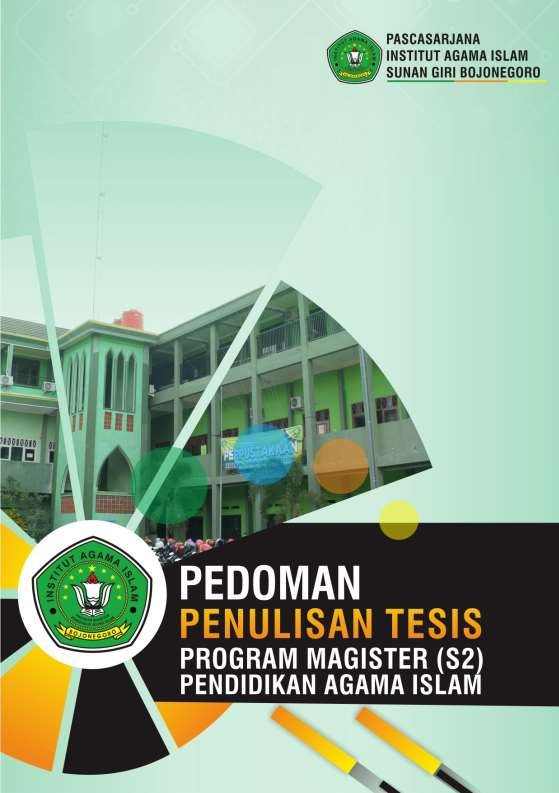 PASCASARJANA
INSTITUT AGAMA ISLAM
SUNAN GIRI BOJONEGORO
PERPUSTAKAAN
INSTITUT AGAMA ISLAM
BOJONEGORO
PEDOMAN
PENULISAN TESIS
PROGRAM MAGISTER (S2)
PENDIDIKAN AGAMA ISLAM